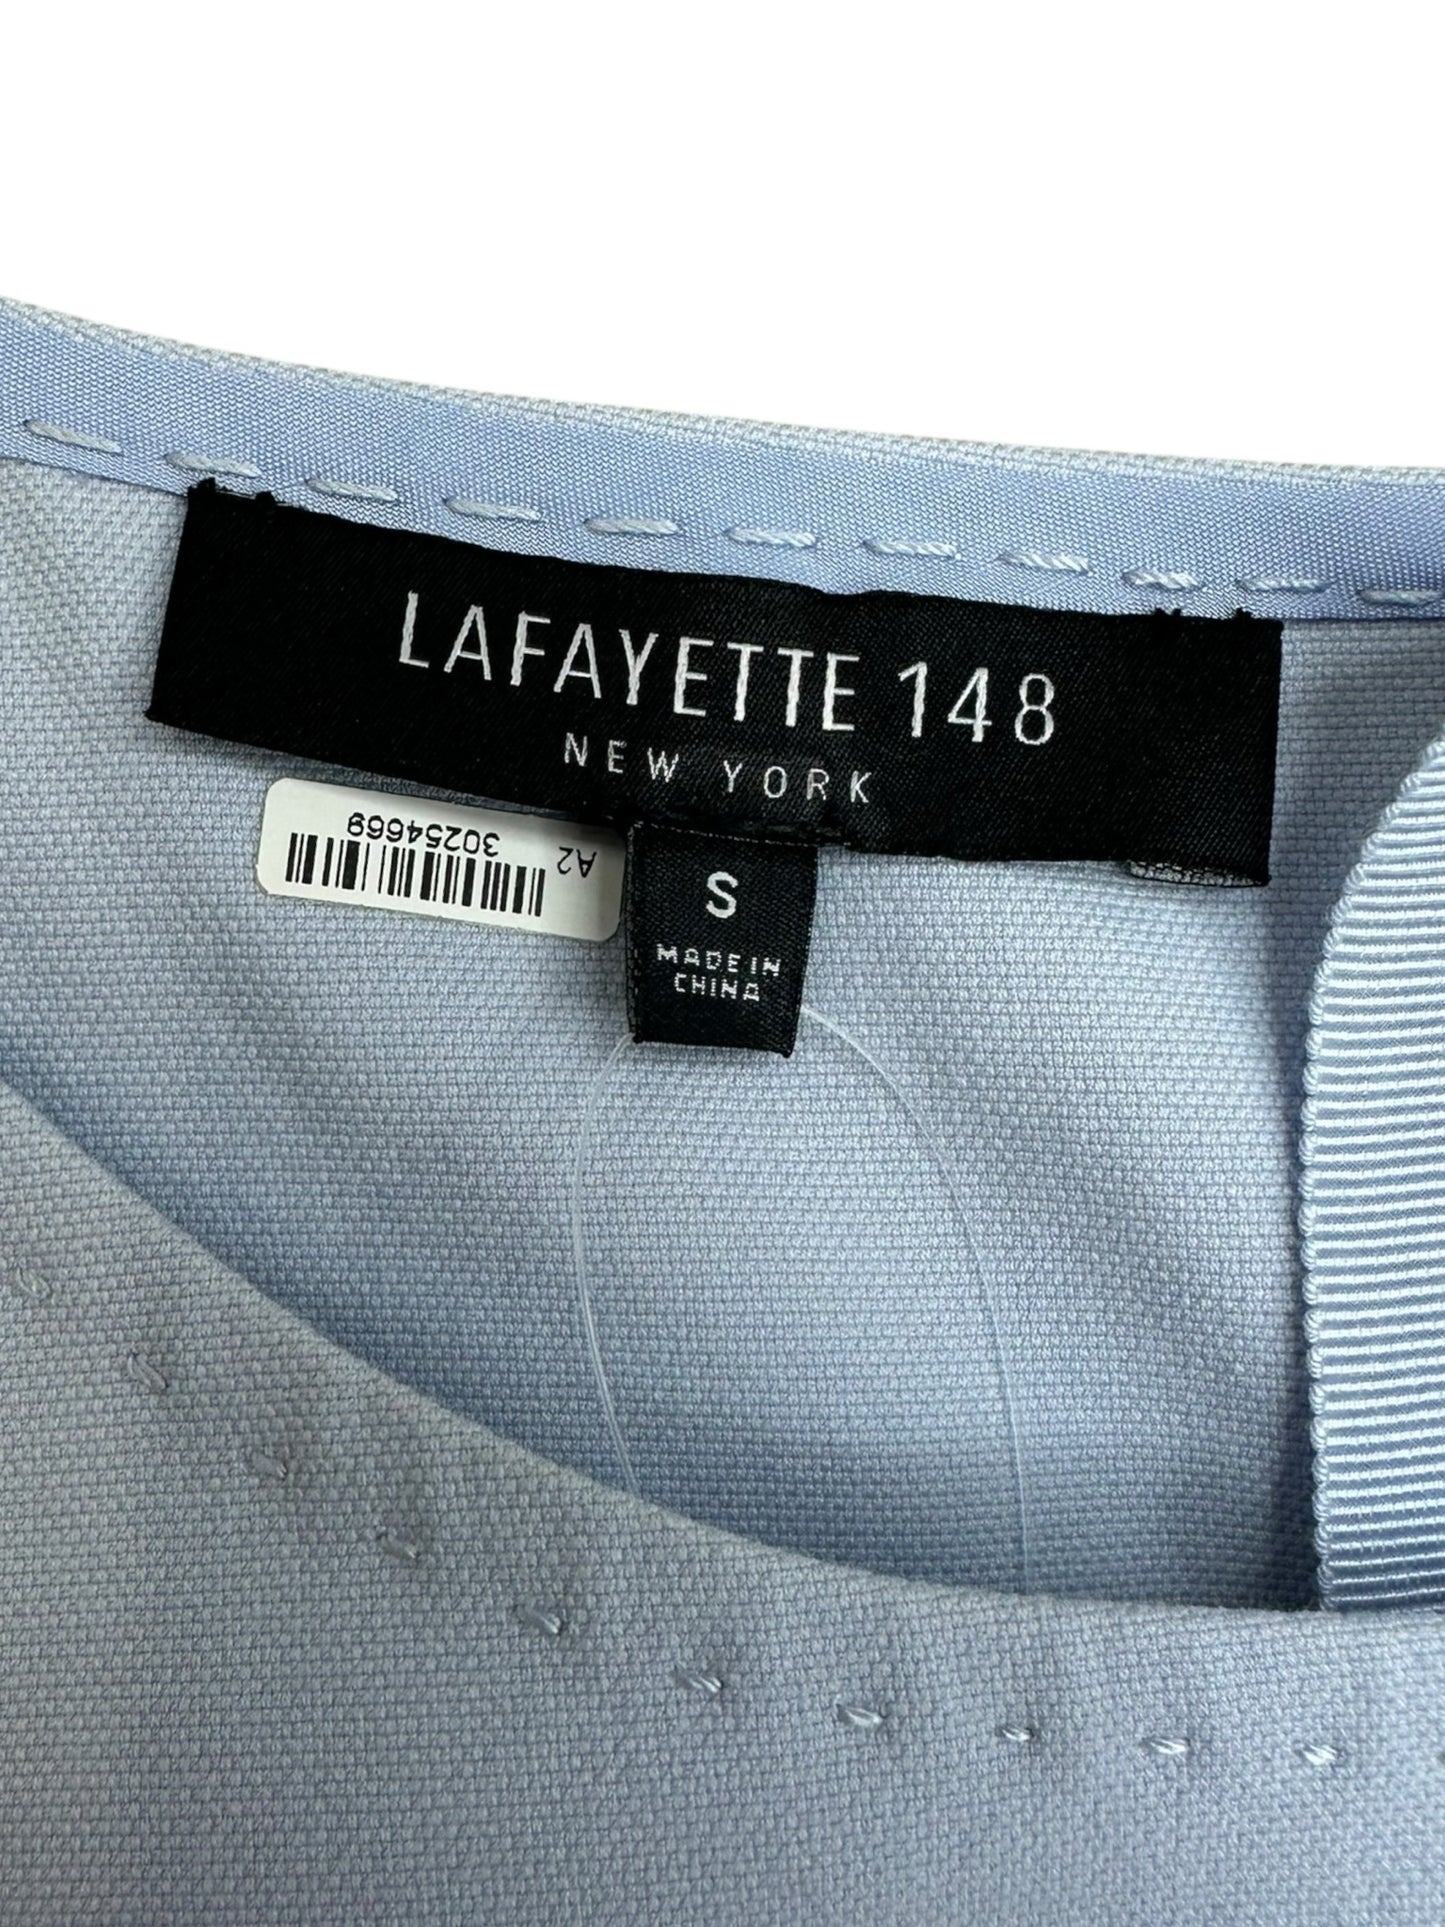 LAFAYETTE 148
NEW YORK
A2
30254669
S
MADE IN
CHINA